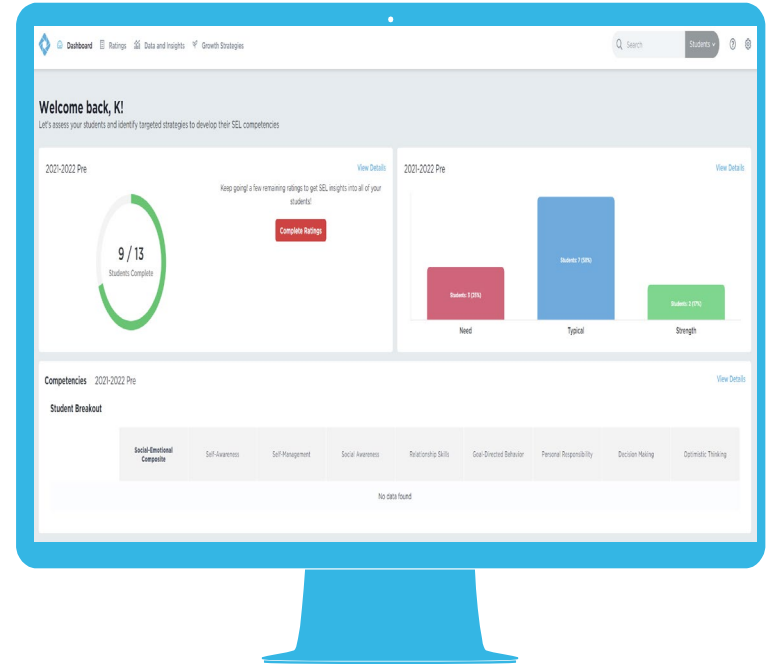 Dashboard Ratings Data and Insights Growth Strategies Search Students
Welcome back, K!
Let's assess your students and identify targeted strategies to develop their SEL competencies
2021-2022 Pre View Details
Keep going! a few remaining ratings to get SEL insights into all of your
students!
Complete Ratings
9 / 13
Students Complete
2021-2022 Pre View Details
Students: 3 (25%)
Students: 7 (58%)
Students: 2 (17%)
Need Typical Strength
Competencies 2021-2022 Pre View Details
Student Breakout
Social-Emotional
Composite
Self-Awareness Self-Management Social Awareness Relationship Skills Goal-Directed Behavior Personal Responsibility Decision Making Optimistic Thinking
No data found